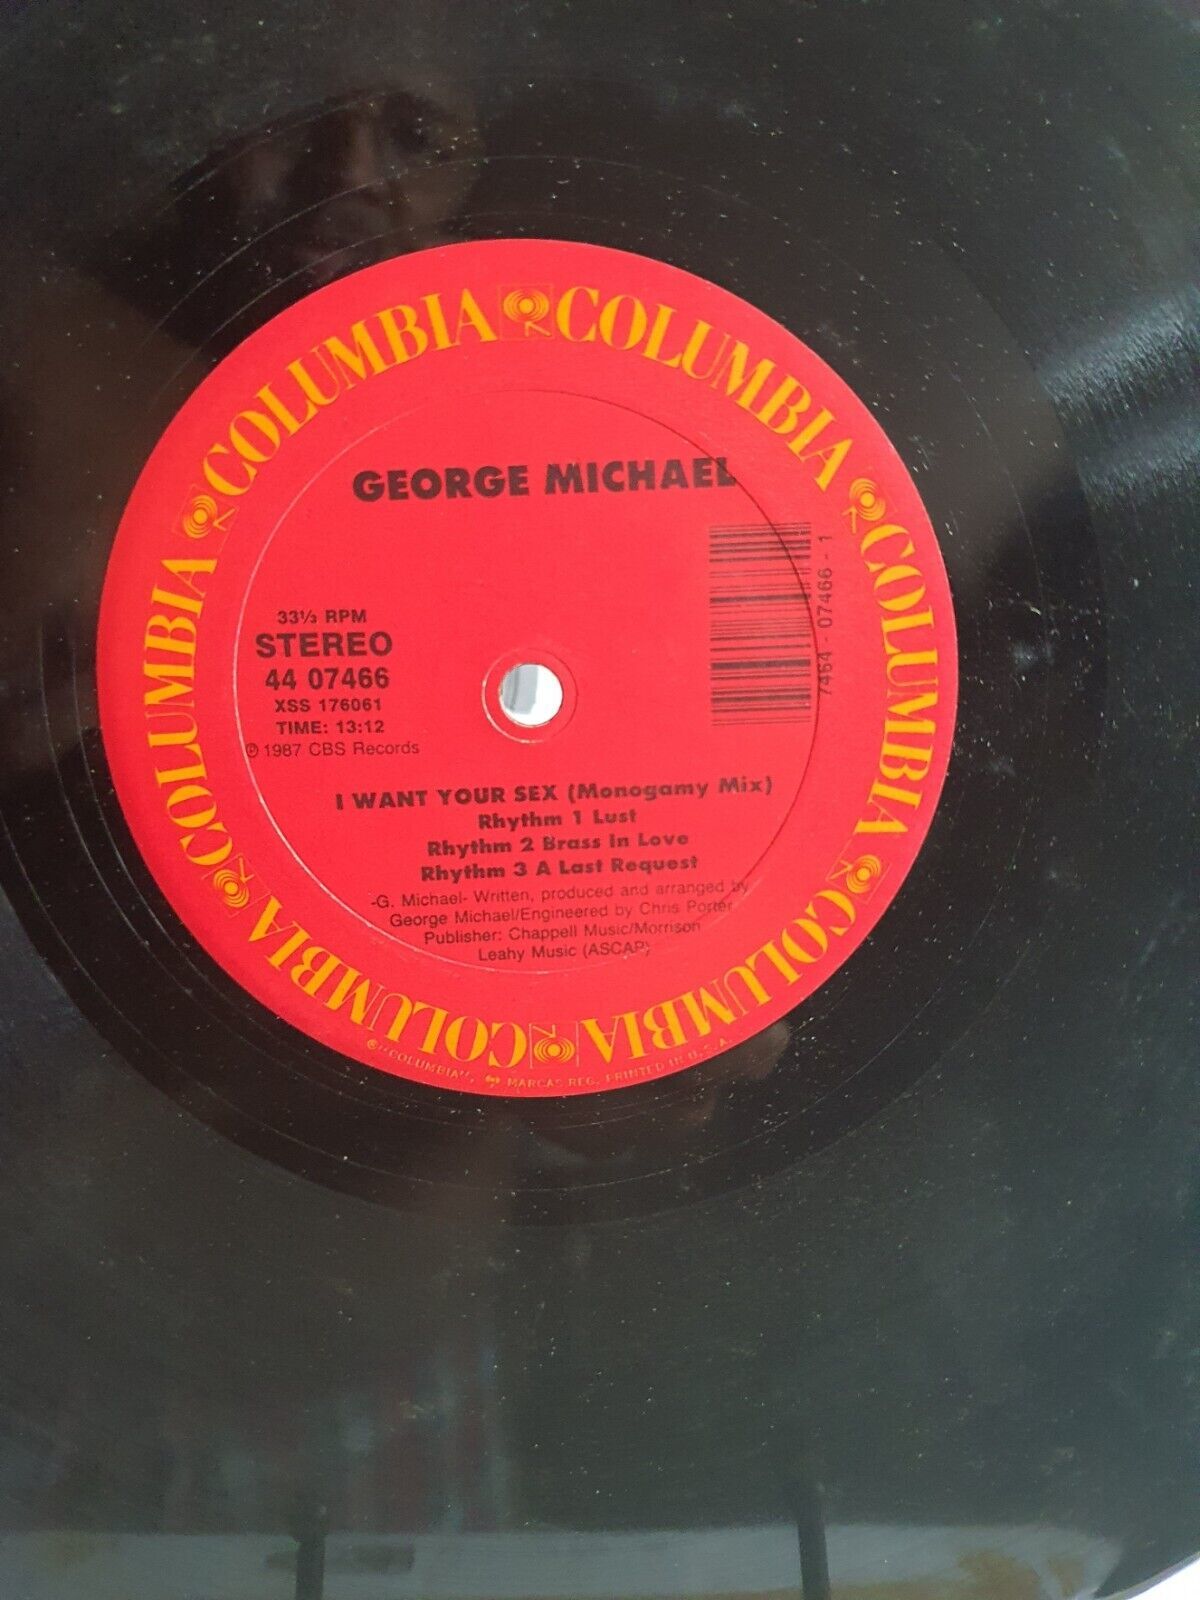 COLUMBIA COLUMBIA COLUMBIA COLUMBIA COLUMBIA COLUMBIA COLUMBIA
GEORGE MICHAEL
7464 - 07466 - 1
33⅓ RPM
STEREO
44 07466
XSS 176061
TIME: 13:12
℗ 1987 CBS Records
I WANT YOUR SEX (Monogamy Mix)
Rhythm 1 Lust
Rhythm 2 Brass In Love
Rhythm 3 A Last Request
-G. Michael- Written, produced and arranged by
George Michael/Engineered by Chris Porter
Publisher: Chappell Music/Morrison
Leahy Music (ASCAP)
® "COLUMBIA", MARCAS REG. PRINTED IN U.S.A.